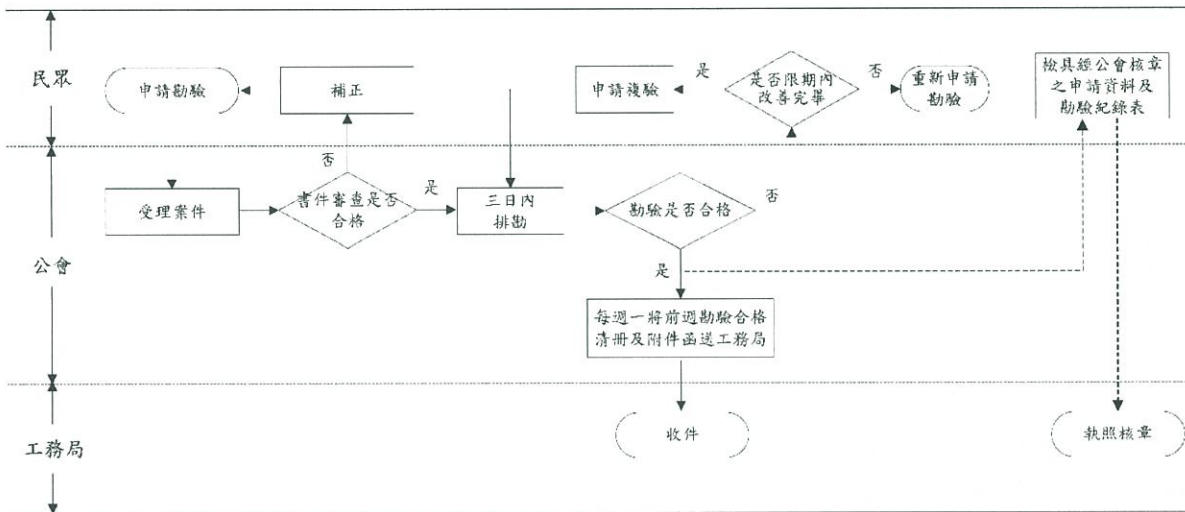 民眾
申請勘驗
補正
申請複驗
是
是否限期內
改善完畢
否
重新申請
勘驗
檢具經公會核章
之申請資料及
勘驗紀錄表
公會
受理案件
否
書件審查是否
合格
是
三日內
排勘
勘驗是否合格
否
是
每週一將前週勘驗合格
清冊及附件函送工務局
工務局
收件
執照核章